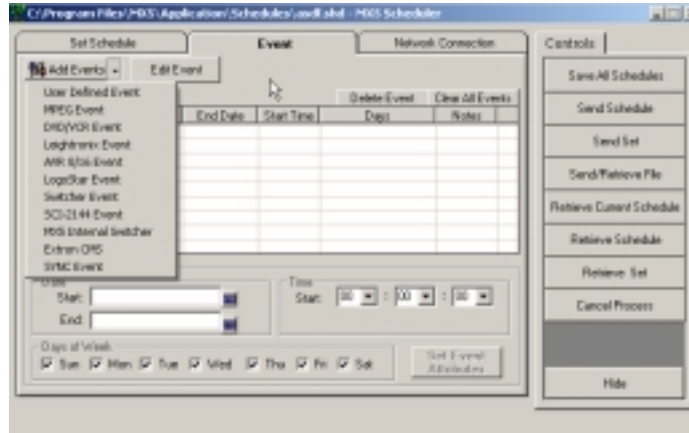 C:\Program Files\MXS\Application\Schedules\asdf.shd - MXS Scheduler
Set Schedule
Event
Network Connection
Controls
Add Events
Edit Event
Delete Event
Clear All Events
End Date
Start Time
Days
Notes
User Defined Event
MPEG Event
DVD/VCR Event
Leightronix Event
AMR 8/16 Event
LogoStar Event
Switcher Event
SCI-2144 Event
MXS Internal Switcher
Extron CMS
SYNC Event
Date
Start:
End:
Time
Start: 00 : 00 : 00
Days of Week
Sun Mon Tue Wed Thu Fri Sat
Set Event
Attributes
Save All Schedules
Send Schedule
Send Set
Send/Retrieve File
Retrieve Current Schedule
Retrieve Schedule
Retrieve Set
Cancel Process
Hide